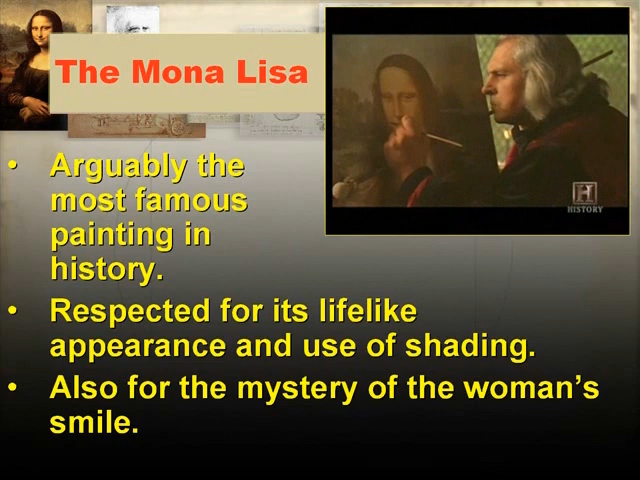 The Mona Lisa
H
HISTORY
• Arguably the
most famous
painting in
history.
• Respected for its lifelike
appearance and use of shading.
• Also for the mystery of the woman’s
smile.